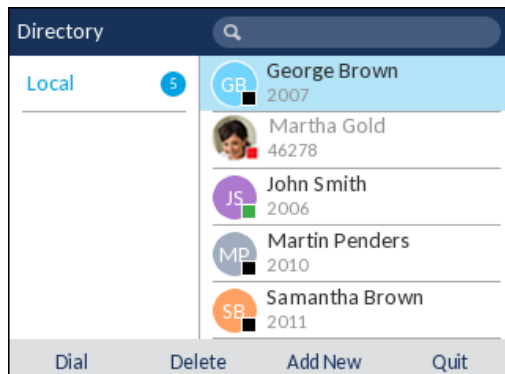 Directory
Local
5
GB
George Brown
2007
Martha Gold
46278
JS
John Smith
2006
MP
Martin Penders
2010
SB
Samantha Brown
2011
Dial
Delete
Add New
Quit